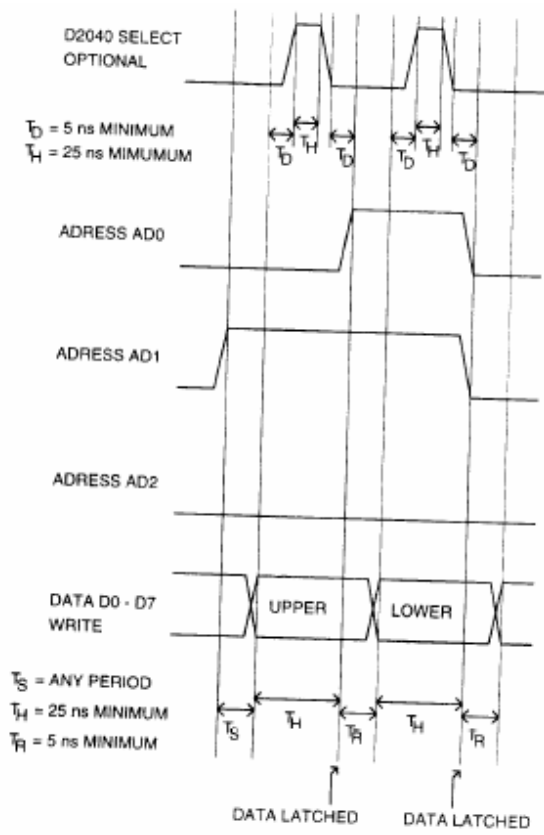 D2040 SELECT
OPTIONAL
TD = 5 ns MINIMUM
TH = 25 ns MIMUMUM
TD
TH
TD
TD
TH
TD
ADRESS AD0
ADRESS AD1
ADRESS AD2
DATA D0 - D7
WRITE
UPPER
LOWER
TS = ANY PERIOD
TH = 25 ns MINIMUM
TR = 5 ns MINIMUM
TS
TH
TR
TH
TR
DATA LATCHED
DATA LATCHED